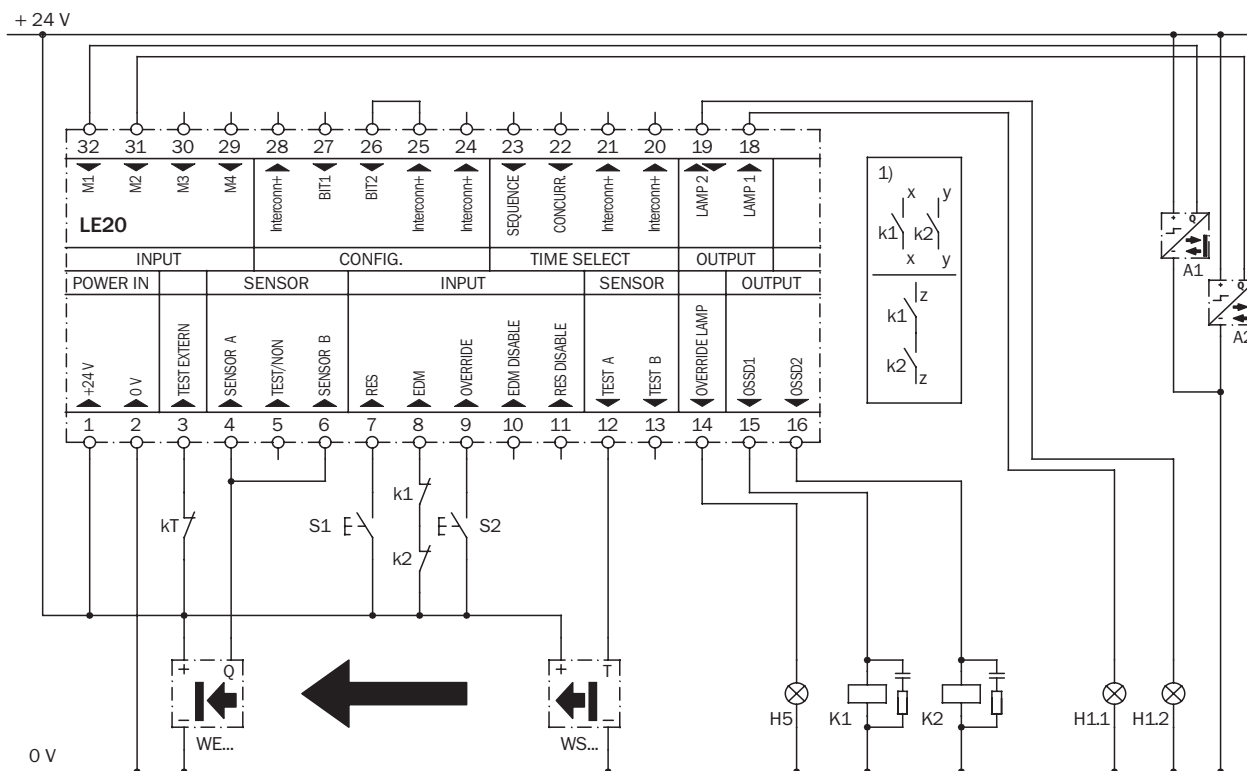 + 24 V
32 31 30 29 28 27 26 25 24 23 22 21 20 19 18
M1 M2 M3 M4 Interconn+ BIT1 BIT2 Interconn+ Interconn+ SEQUENCE CONCURR. Interconn+ Interconn+ LAMP 2 LAMP 1
LE20
INPUT CONFIG. TIME SELECT OUTPUT
POWER IN SENSOR INPUT SENSOR OUTPUT
+24V 0 V TEST EXTERN SENSOR A TEST/NON SENSOR B RES EDM OVERRIDE EDM DISABLE RES DISABLE TEST A TEST B OVERRIDE LAMP OSSD1 OSSD2
1 2 3 4 5 6 7 8 9 10 11 12 13 14 15 16
1)
x y
k1 k2
x y
z
k1
k2
z
+ Q
-
A1
+ Q
-
A2
kT S1 k1 S2
k2
+ Q
-
WE...
+ T
-
WS...
H5 K1 K2 H1.1 H1.2
0 V